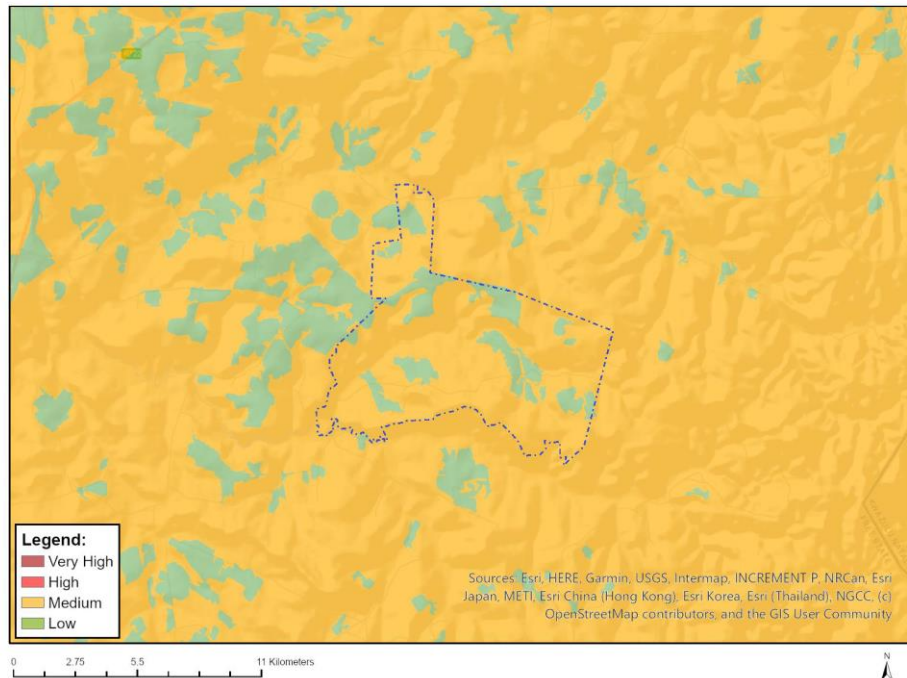 Legend:
Very High
High
Medium
Low
Sources: Esri, HERE, Garmin, USGS, Intermap, INCREMENT P, NRCan, Esri
Japan, METI, Esri China (Hong Kong), Esri Korea, Esri (Thailand), NGCC, (c)
OpenStreetMap contributors, and the GIS User Community
0 2.75 5.5 11 Kilometers
N